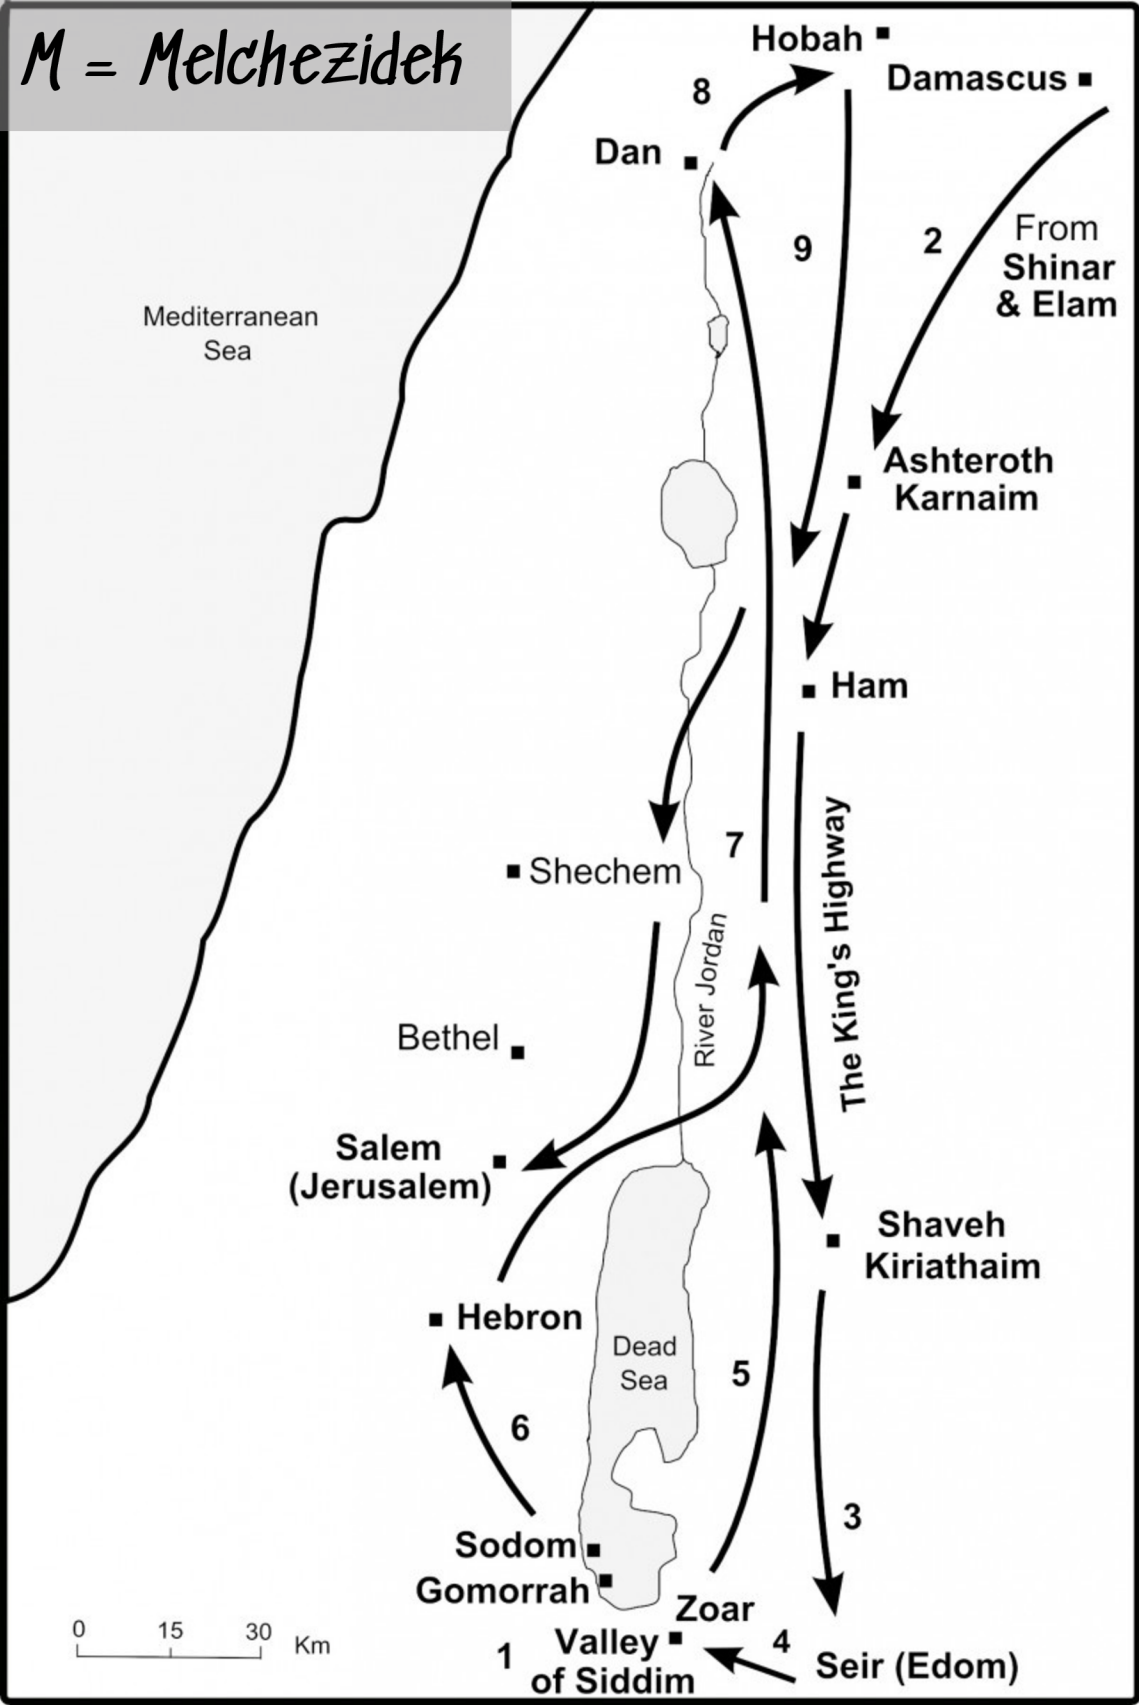 M = Melchezidek
Hobah
Damascus
8
Dan
9
2
From
Shinar
& Elam
Mediterranean
Sea
Ashteroth
Karnaim
Ham
The King's Highway
7
Shechem
River Jordan
Bethel
Salem
(Jerusalem)
Shaveh
Kiriathaim
Hebron
Dead
Sea
5
6
3
Sodom
Gomorrah
Zoar
0 15 30 Km
1
Valley
of Siddim
4
Seir (Edom)